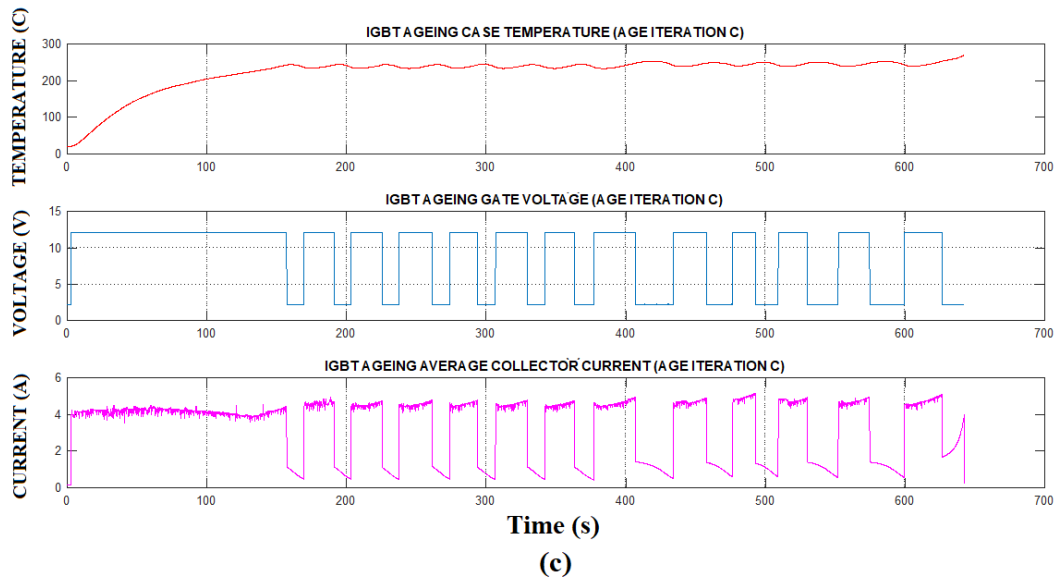 IGBT AGEING CASE TEMPERATURE (AGE ITERATION C)
TEMPERATURE (C)
300
200
100
0
0 100 200 300 400 500 600 700
IGBT AGEING GATE VOLTAGE (AGE ITERATION C)
VOLTAGE (V)
15
10
5
0
0 100 200 300 400 500 600 700
IGBT AGEING AVERAGE COLLECTOR CURRENT (AGE ITERATION C)
CURRENT (A)
6
4
2
0
0 100 200 300 400 500 600 700
Time (s)
(c)